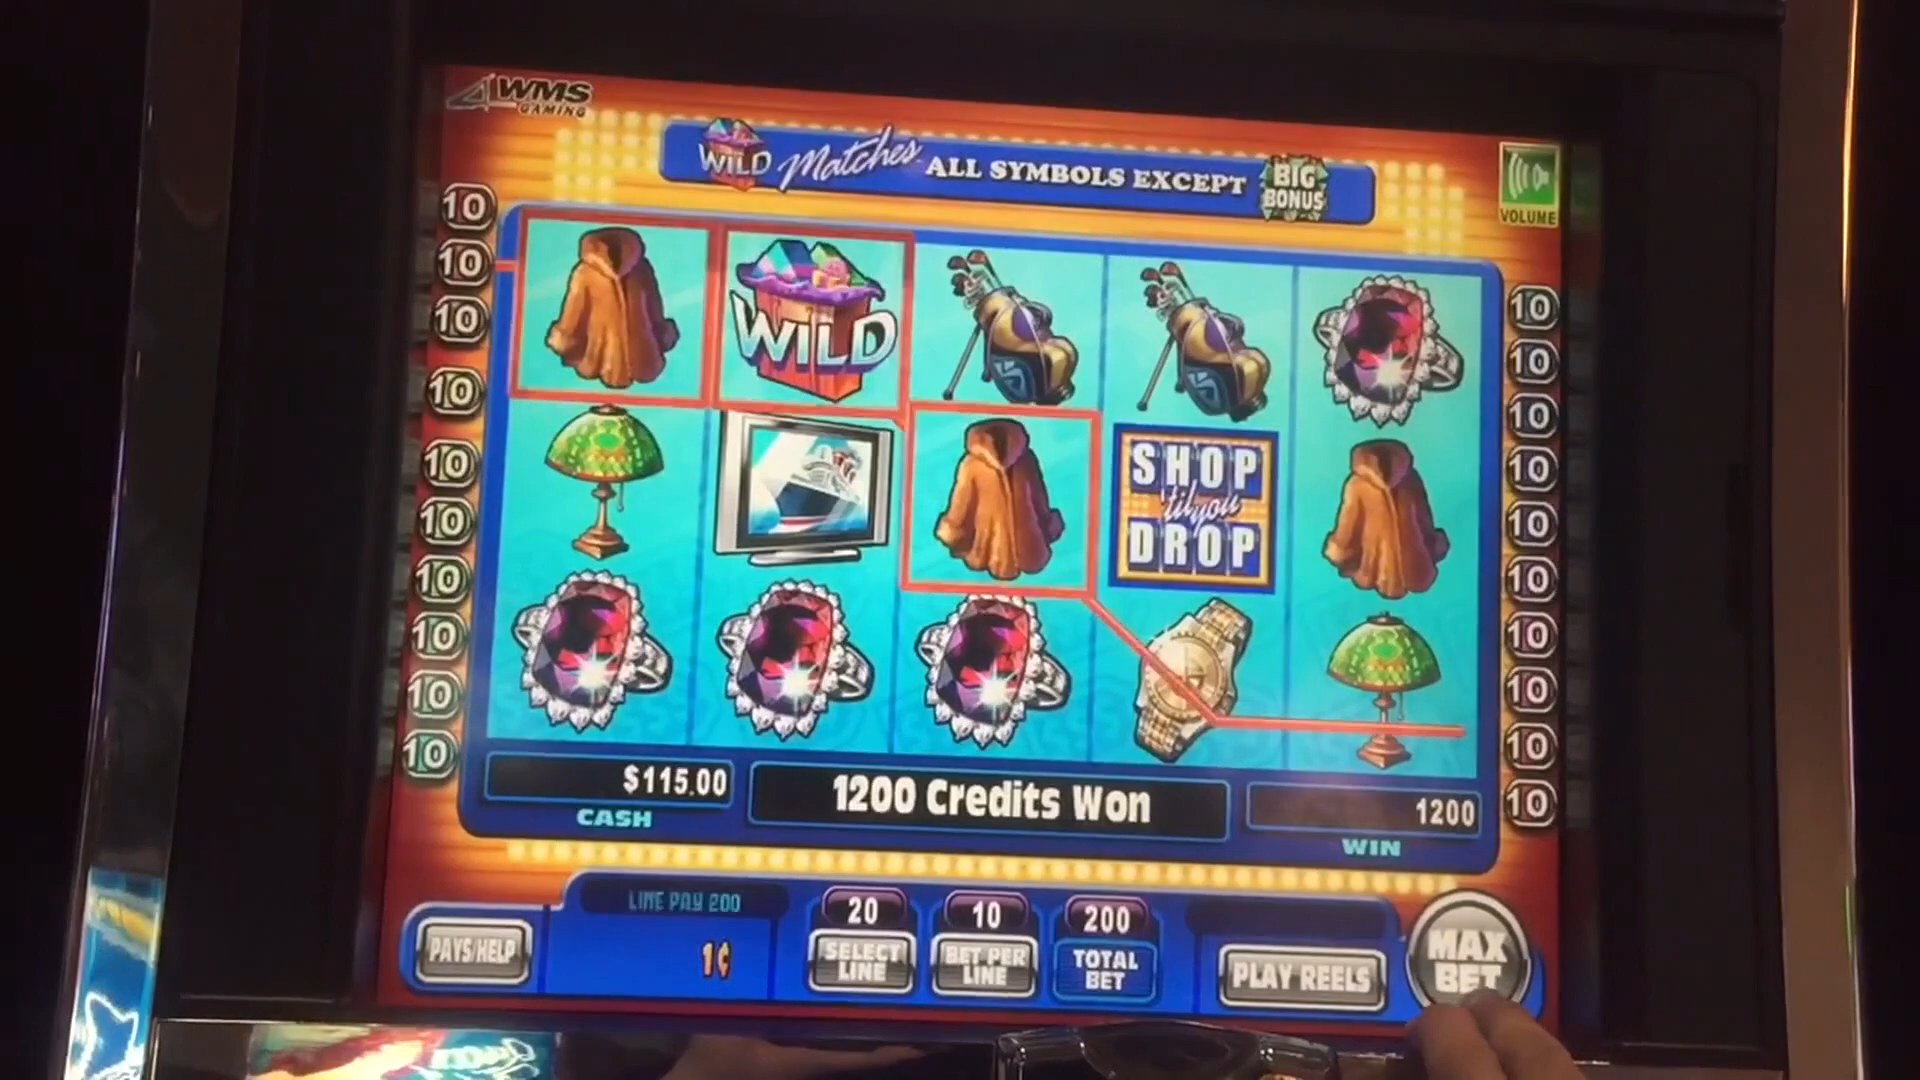 WMS
GAMING
WILD Matches ALL SYMBOLS EXCEPT BIG BONUS
VOLUME
10
10
10
10
10
10
10
10
10
10
WILD
SHOP
'til you
DROP
10
10
10
10
10
10
10
10
10
10
$115.00
CASH
1200 Credits Won
1200
WIN
LINE PAY 200
1¢
PAYS/HELP
20
SELECT
LINE
10
BET PER
LINE
200
TOTAL
BET
PLAY REELS
MAX
BET